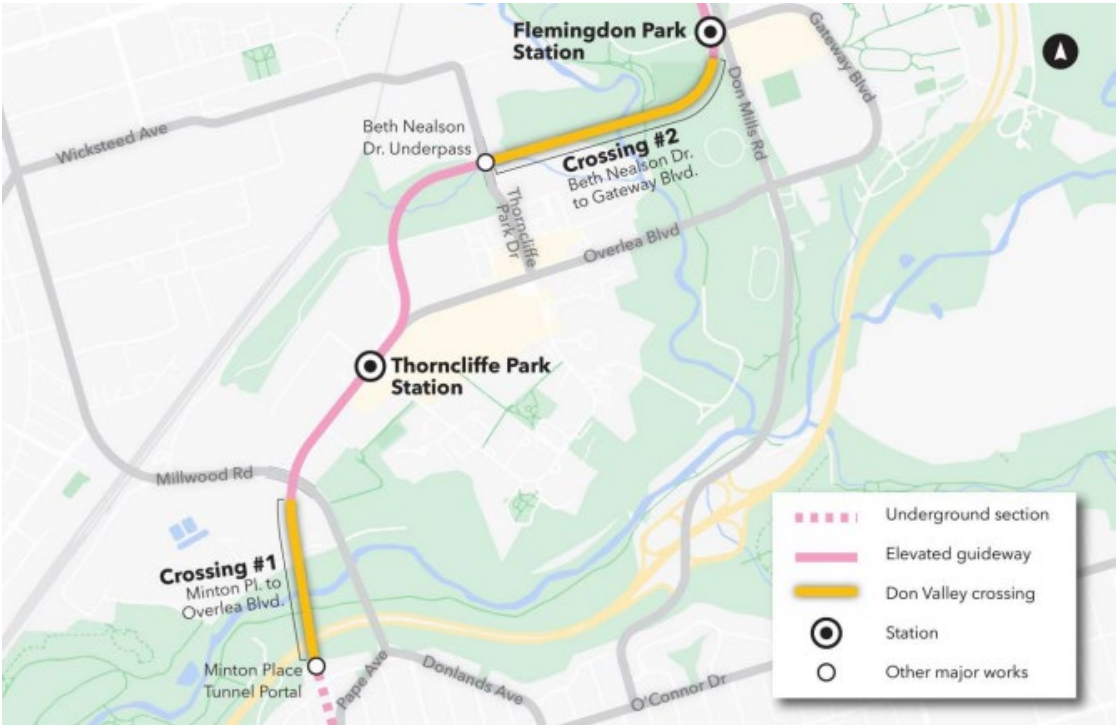 Flemingdon Park
Station
Gateway Blvd
Don Mills Rd
Wicksteed Ave
Beth Nealson
Dr. Underpass
Crossing #2
Beth Nealson Dr.
to Gateway Blvd.
Thorncliffe
Park Dr
Overlea Blvd
Thorncliffe Park
Station
Millwood Rd
Crossing #1
Minton Pl. to
Overlea Blvd.
Minton Place
Tunnel Portal
Pape Ave
Donlands Ave
O'Connor Dr
Underground section
Elevated guideway
Don Valley crossing
Station
Other major works